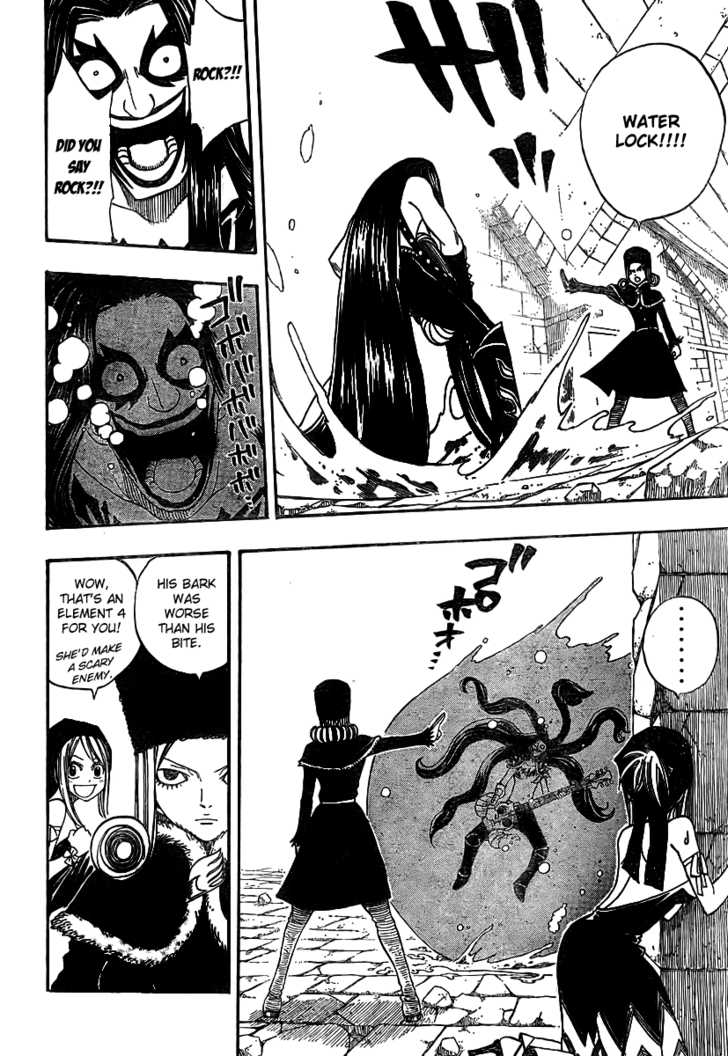 WATER
LOCK!!!!
ROCK?!!
DID YOU
SAY
ROCK?!!
......
HIS BARK
WAS
WORSE
THAN HIS
BITE.
WOW,
THAT'S AN
ELEMENT 4
FOR YOU!
SHE'D MAKE
A SCARY
ENEMY.